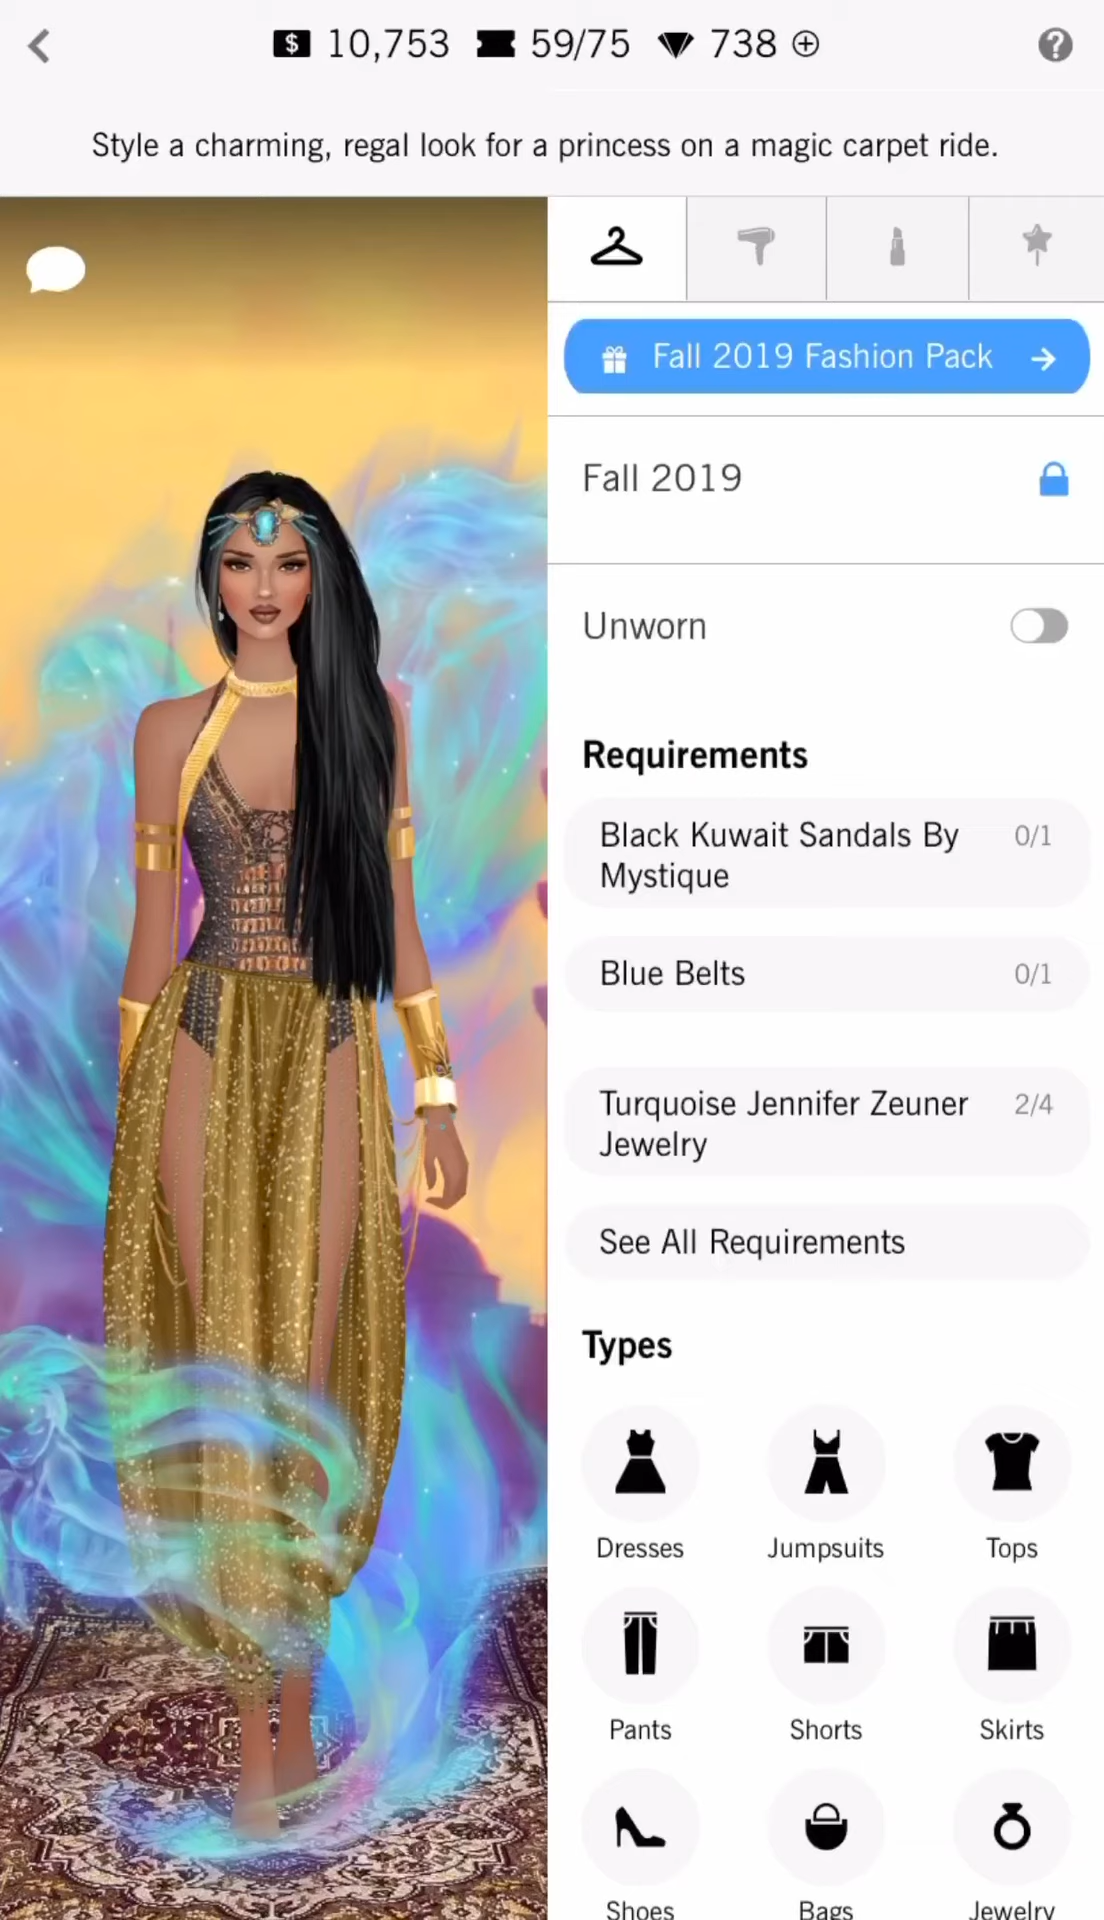 $ 10,753 59/75 738
Style a charming, regal look for a princess on a magic carpet ride.
Fall 2019 Fashion Pack
Fall 2019
Unworn
Requirements
Black Kuwait Sandals By 0/1
Mystique
Blue Belts 0/1
Turquoise Jennifer Zeuner 2/4
Jewelry
See All Requirements
Types
Dresses Jumpsuits Tops
Pants Shorts Skirts
Shoes Bags Jewelry